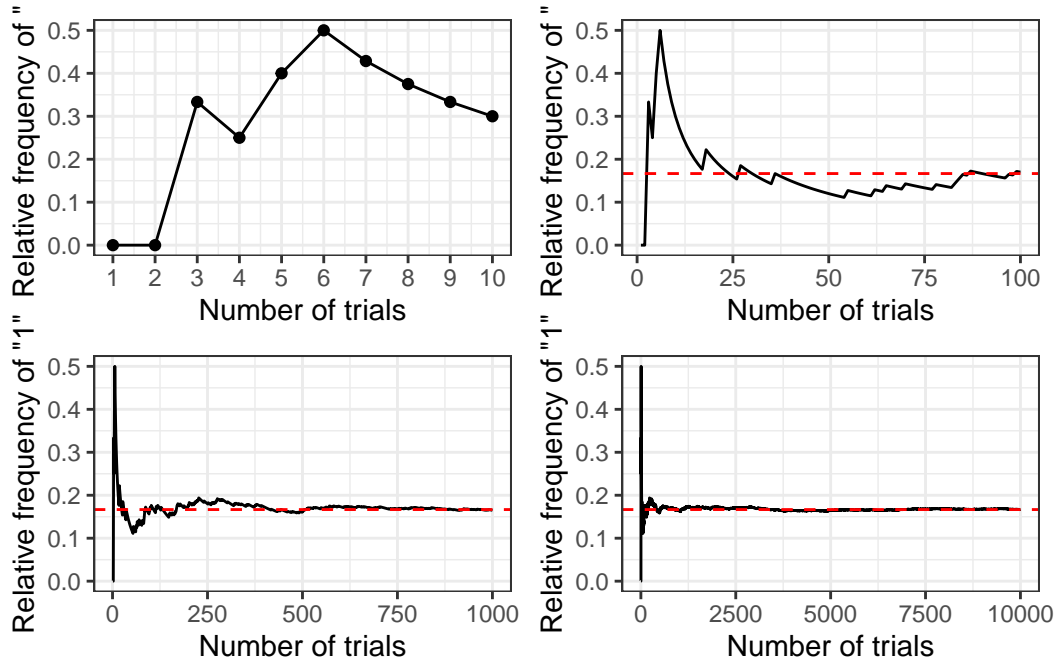 Relative frequency of "
0.5
0.4
0.3
0.2
0.1
0.0
1 2 3 4 5 6 7 8 9 10
Number of trials
Relative frequency of "
0.5
0.4
0.3
0.2
0.1
0.0
0 25 50 75 100
Number of trials
Relative frequency of "1"
0.5
0.4
0.3
0.2
0.1
0.0
0 250 500 750 1000
Number of trials
Relative frequency of "1"
0.5
0.4
0.3
0.2
0.1
0.0
0 2500 5000 7500 10000
Number of trials